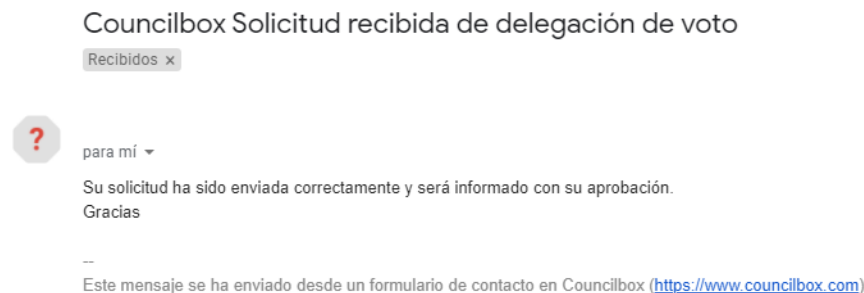 Councilbox Solicitud recibida de delegación de voto
Recibidos x
?
para mí
Su solicitud ha sido enviada correctamente y será informado con su aprobación.
Gracias
--
Este mensaje se ha enviado desde un formulario de contacto en Councilbox (https://www.councilbox.com)